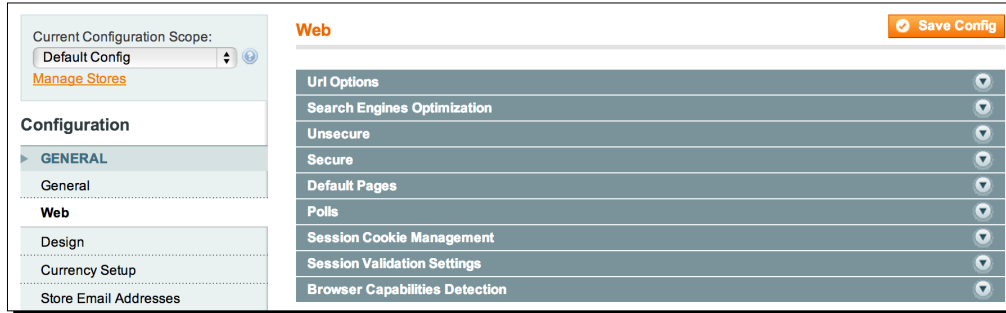 Current Configuration Scope:
Default Config
Manage Stores
Configuration
GENERAL
General
Web
Design
Currency Setup
Store Email Addresses
Web
Save Config
Url Options
Search Engines Optimization
Unsecure
Secure
Default Pages
Polls
Session Cookie Management
Session Validation Settings
Browser Capabilities Detection